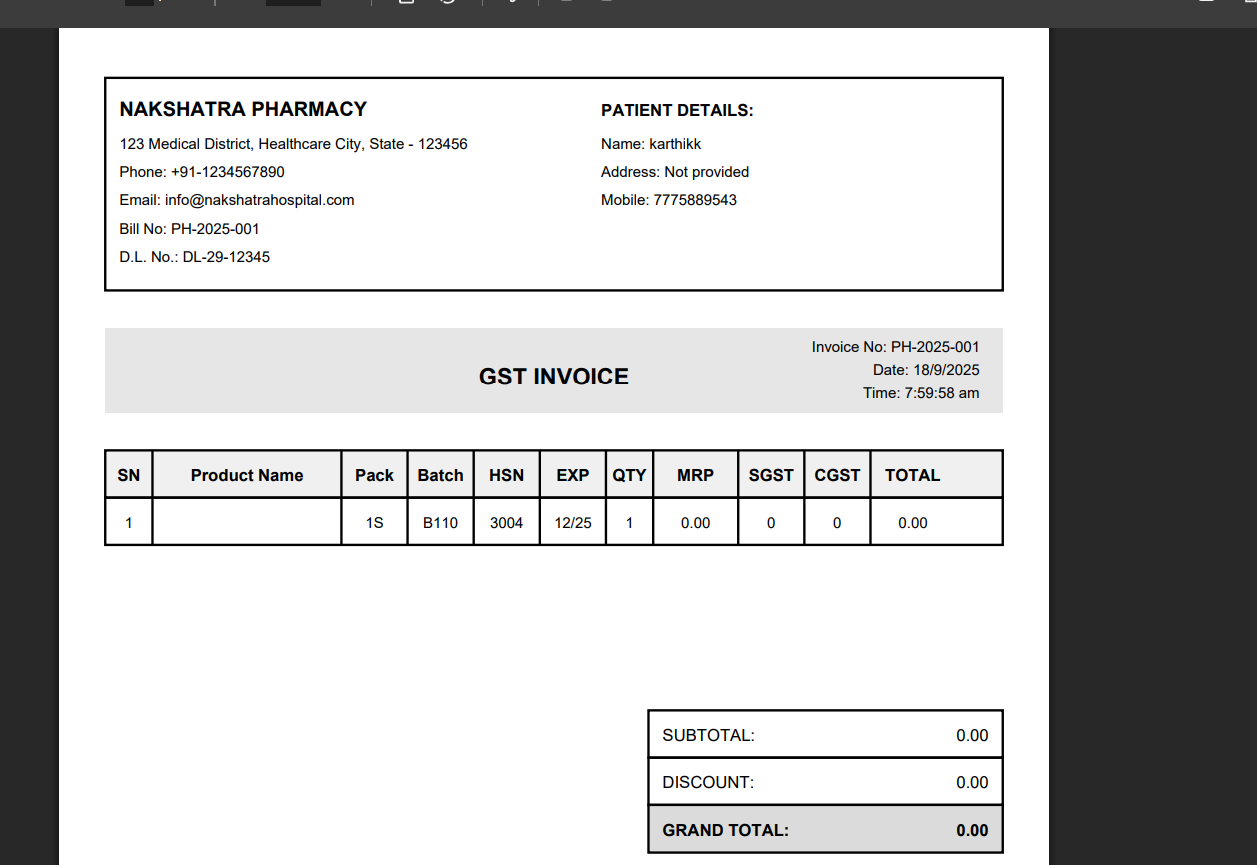 NAKSHATRA PHARMACY
123 Medical District, Healthcare City, State - 123456
Phone: +91-1234567890
Email: info@nakshatrahospital.com
Bill No: PH-2025-001
D.L. No.: DL-29-12345
PATIENT DETAILS:
Name: karthikk
Address: Not provided
Mobile: 7775889543
GST INVOICE
Invoice No: PH-2025-001
Date: 18/9/2025
Time: 7:59:58 am
SN Product Name Pack Batch HSN EXP QTY MRP SGST CGST TOTAL
1 1S B110 3004 12/25 1 0.00 0 0 0.00
SUBTOTAL: 0.00
DISCOUNT: 0.00
GRAND TOTAL: 0.00